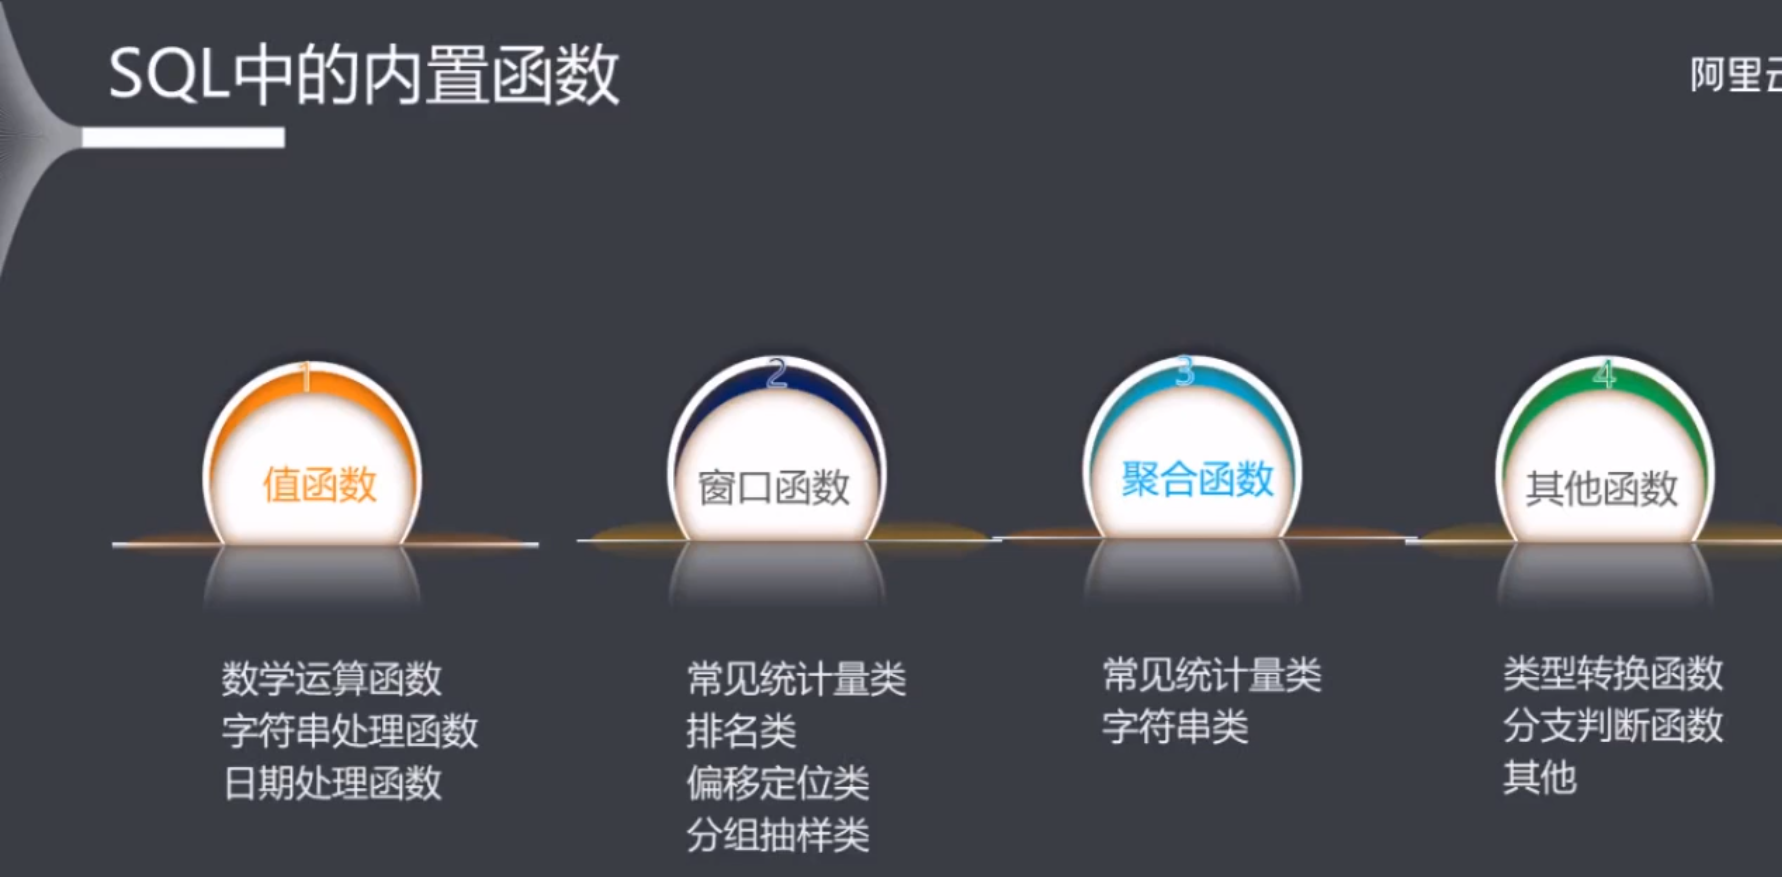 SQL中的内置函数
阿里云
1
值函数
数学运算函数
字符串处理函数
日期处理函数
2
窗口函数
常见统计量类
排名类
偏移定位类
分组抽样类
3
聚合函数
常见统计量类
字符串类
4
其他函数
类型转换函数
分支判断函数
其他